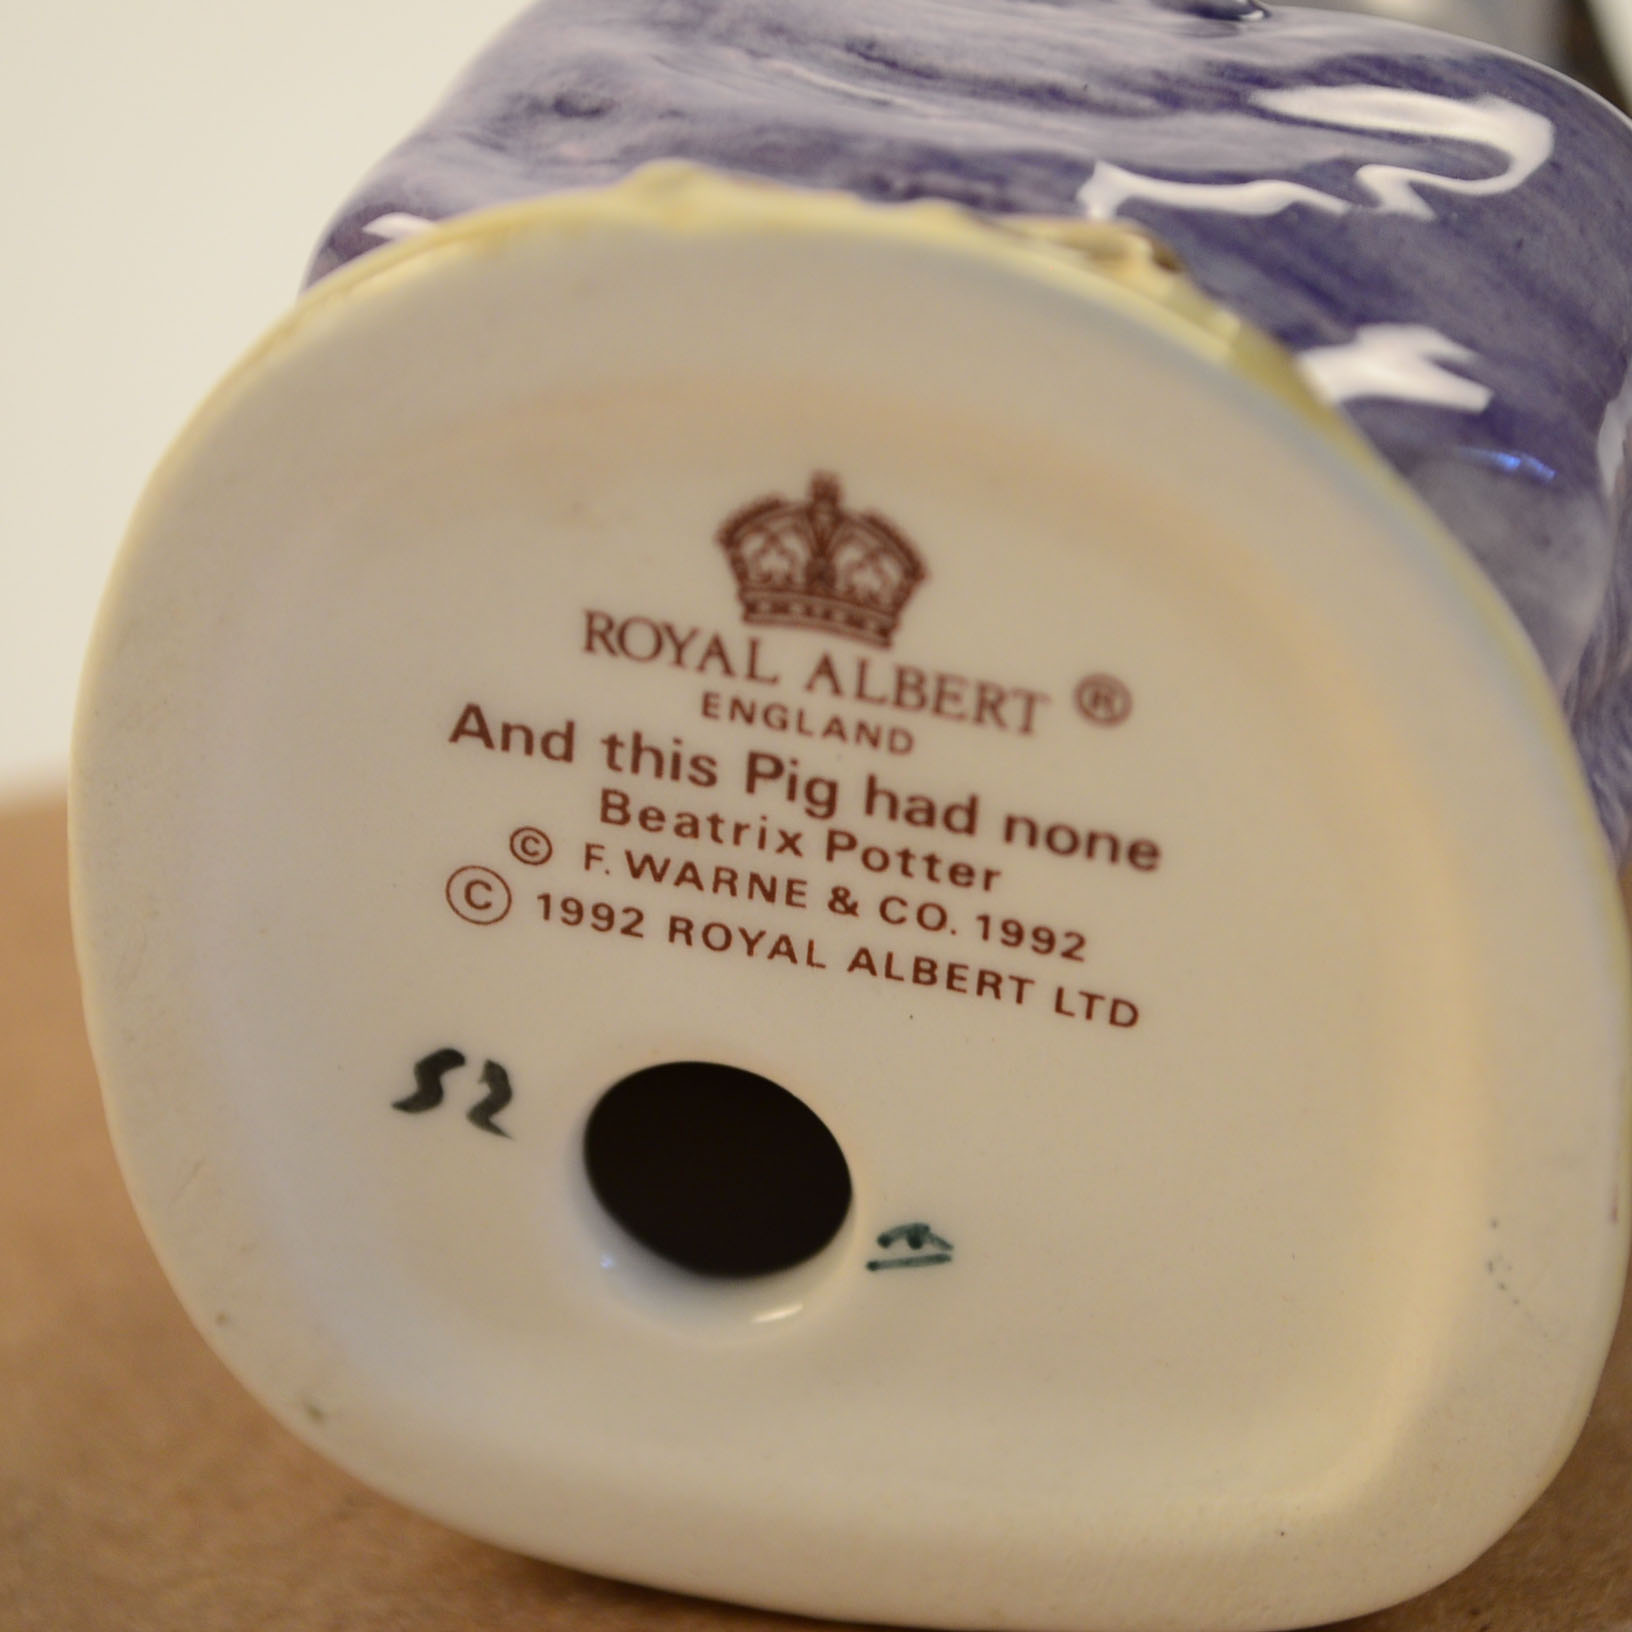 ROYAL ALBERT ®
ENGLAND
And this Pig had none
Beatrix Potter
© F. WARNE & CO. 1992
© 1992 ROYAL ALBERT LTD
52